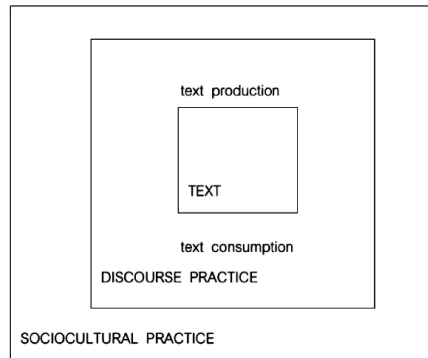 text production
TEXT
text consumption
DISCOURSE PRACTICE
SOCIOCULTURAL PRACTICE